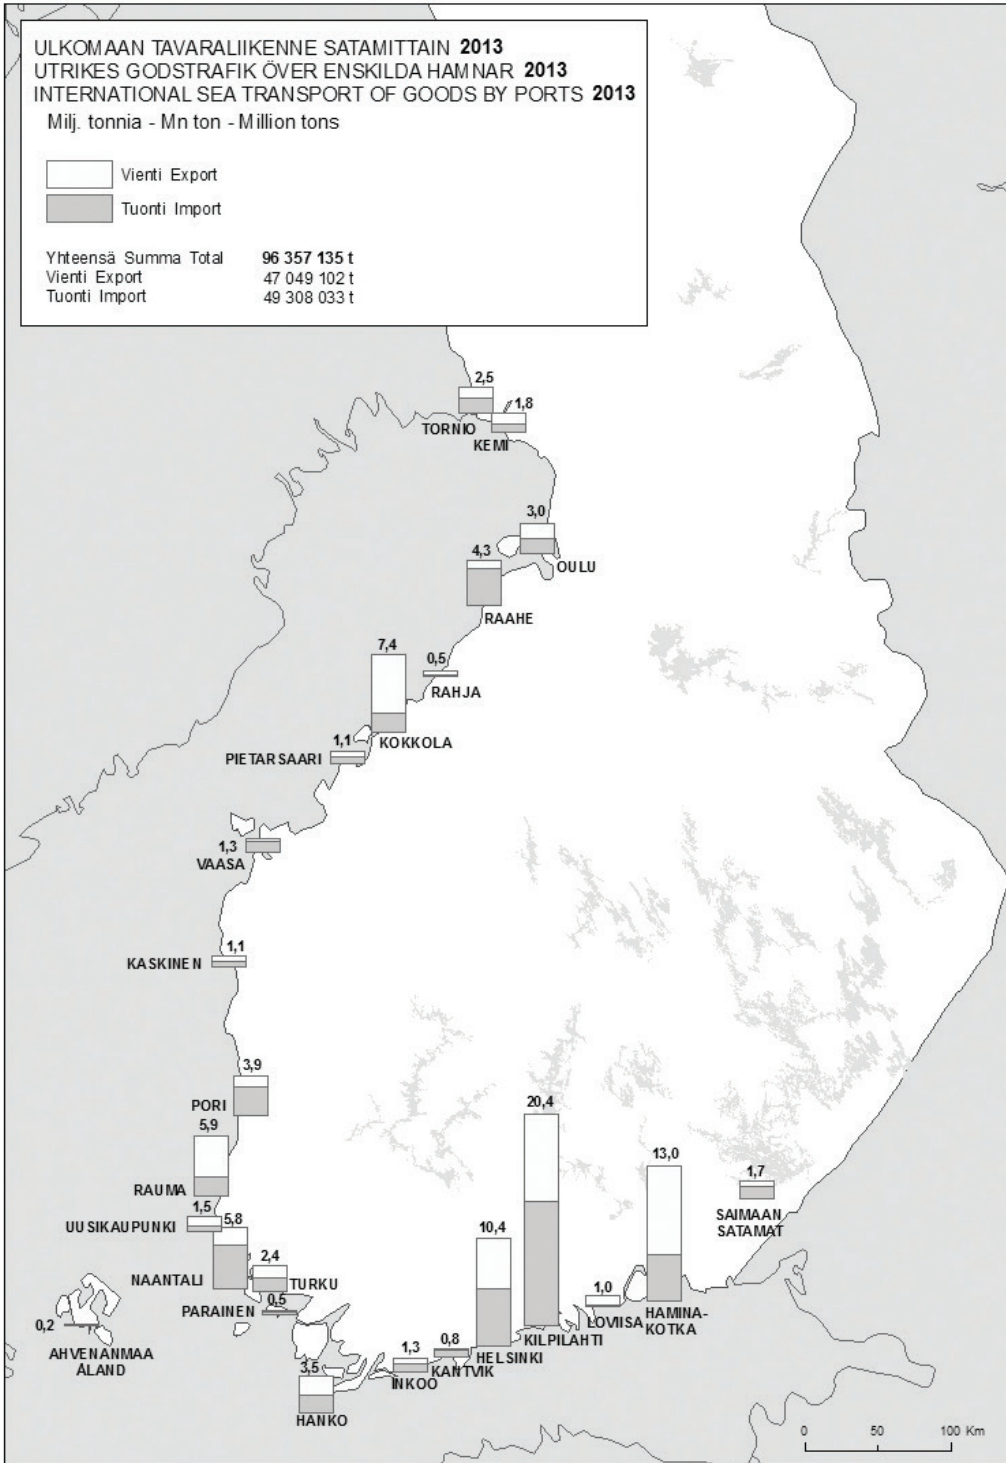 ULKOMAAN TAVARALIIKENNE SATAMITTAIN 2013
UTRIKES GODSTRAFIK ÖVER ENSKILDA HAMNAR 2013
INTERNATIONAL SEA TRANSPORT OF GOODS BY PORTS 2013
Milj. tonnia - Mn ton - Million tons
Vienti Export
Tuonti Import
Yhteensä Summa Total 96 357 135 t
Vienti Export 47 049 102 t
Tuonti Import 49 308 033 t
2,5
TORNIO
1,8
KEMI
3,0
OULU
4,3
RAAHE
7,4
KOKKOLA
0,5
RAHJA
1,1
PIETARSAARI
1,3
VAASA
1,1
KASKINEN
3,9
PORI
5,9
RAUMA
1,5
UUSIKAUPUNKI
5,8
NAANTALI
2,4
TURKU
0,5
PARAINEN
0,2
AHVENANMAA
ÅLAND
3,5
HANKO
1,3
INKOO
0,8
KANTVIK
10,4
HELSINKI
20,4
KILPILAHTI
1,0
LOVIISA
13,0
HAMINA-
KOTKA
1,7
SAIMAAN
SATAMAT
0 50 100 Km